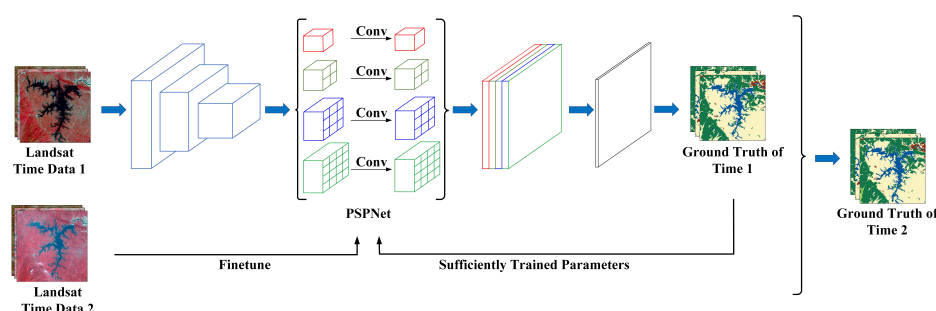 Conv
Conv
Conv
Conv
Landsat
Time Data 1
Ground Truth of
Time 1
PSPNet
Ground Truth of
Time 2
Finetune
Sufficiently Trained Parameters
Landsat
Time Data 2